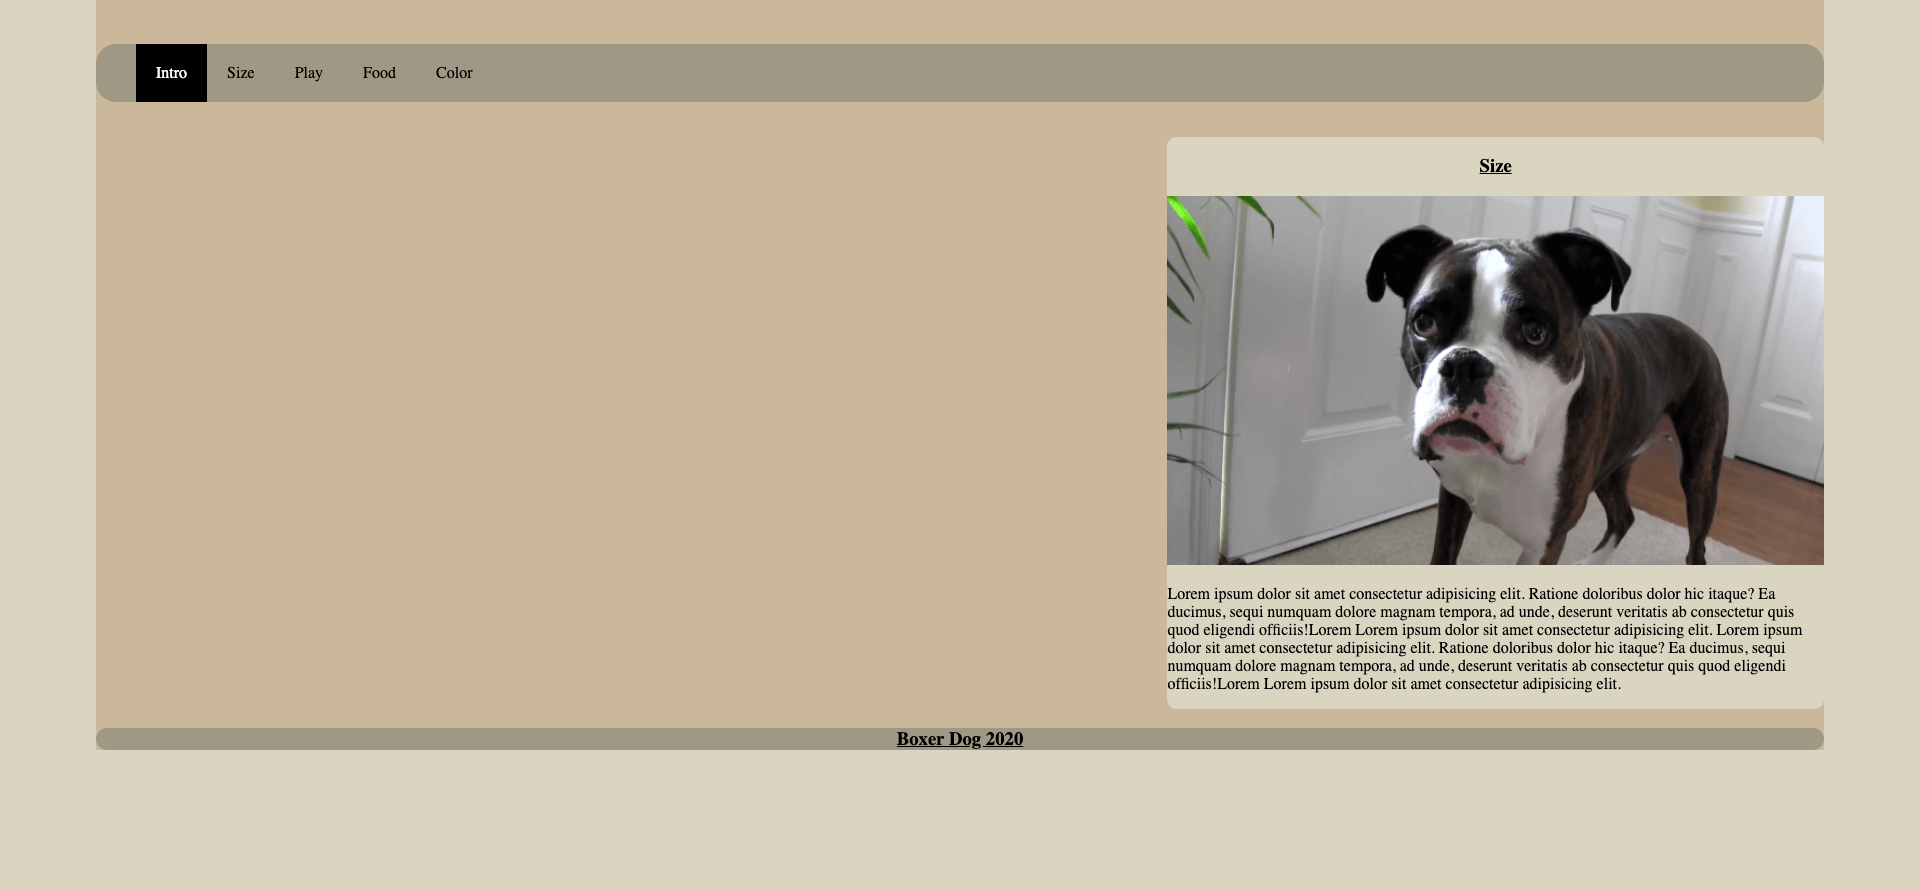 Intro Size Play Food Color
Size
Lorem ipsum dolor sit amet consectetur adipisicing elit. Ratione doloribus dolor hic itaque? Ea
ducimus, sequi numquam dolore magnam tempora, ad unde, deserunt veritatis ab consectetur quis
quod eligendi officiis!Lorem Lorem ipsum dolor sit amet consectetur adipisicing elit. Lorem ipsum
dolor sit amet consectetur adipisicing elit. Ratione doloribus dolor hic itaque? Ea ducimus, sequi
numquam dolore magnam tempora, ad unde, deserunt veritatis ab consectetur quis quod eligendi
officiis!Lorem Lorem ipsum dolor sit amet consectetur adipisicing elit.
Boxer Dog 2020